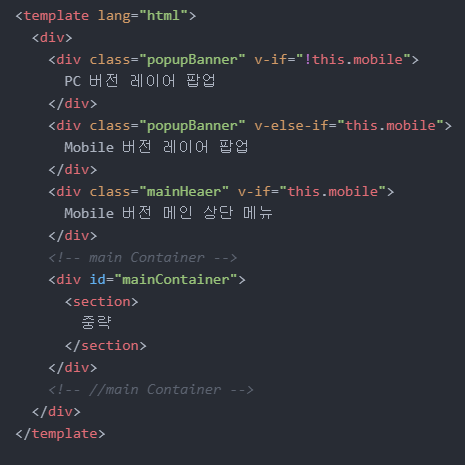 <template lang="html">
  <div>
    <div class="popupBanner" v-if="!this.mobile">
      PC 버전 레이어 팝업
    </div>
    <div class="popupBanner" v-else-if="this.mobile">
      Mobile 버전 레이어 팝업
    </div>
    <div class="mainHeaer" v-if="this.mobile">
      Mobile 버전 메인 상단 메뉴
    </div>
    <!-- main Container -->
    <div id="mainContainer">
      <section>
        중략
      </section>
    </div>
    <!-- //main Container -->
  </div>
</template>